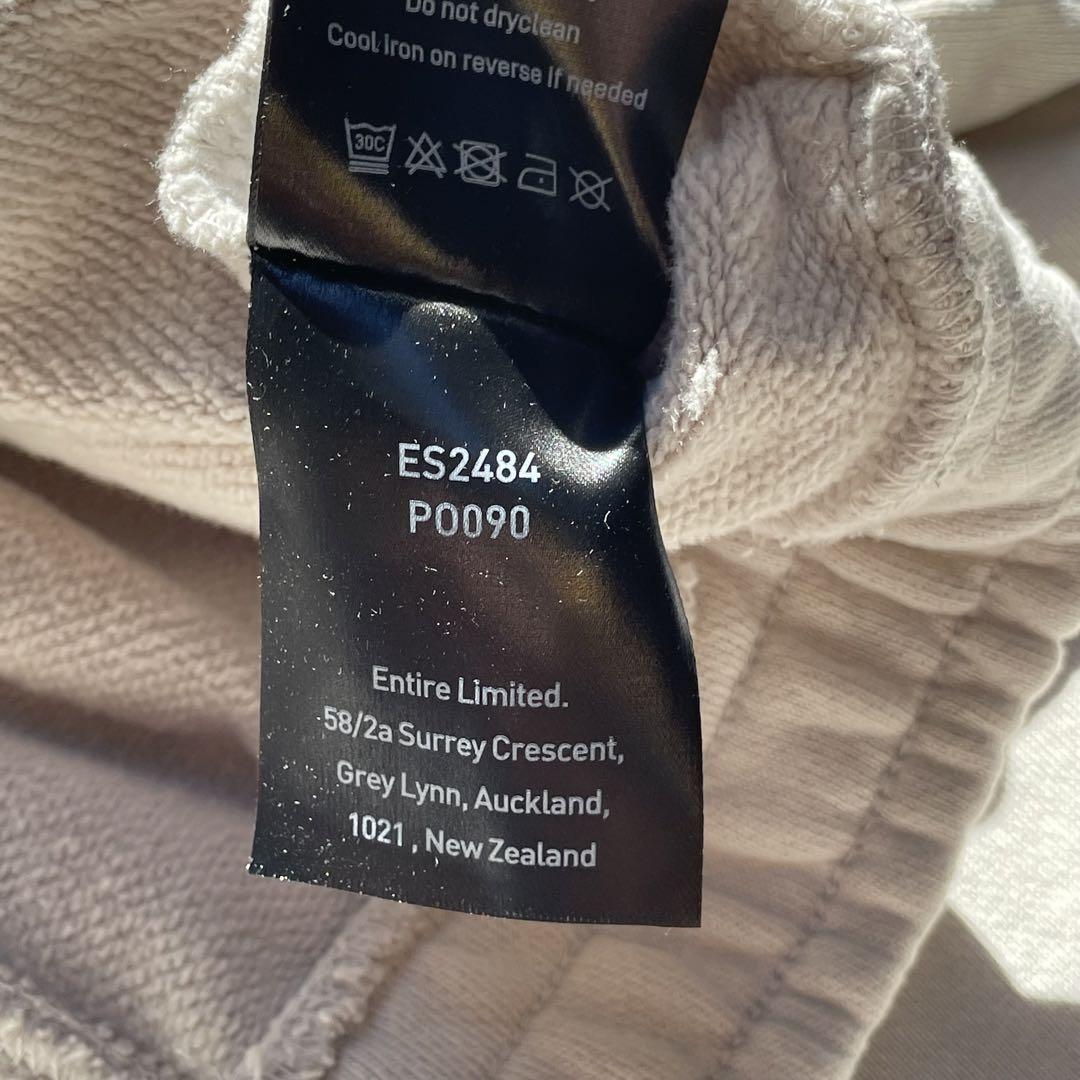 Do not dryclean
Cool iron on reverse if needed
30C
ES2484
PO090
Entire Limited.
58/2a Surrey Crescent,
Grey Lynn, Auckland,
1021 , New Zealand